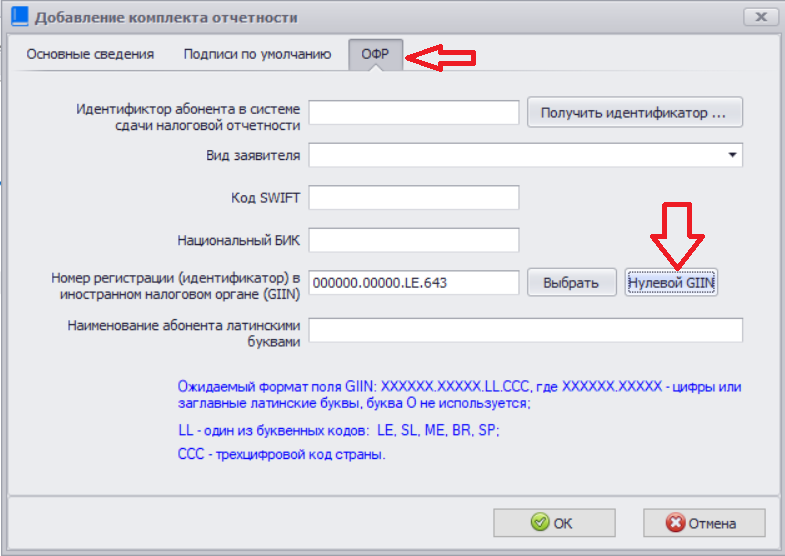 Добавление комплекта отчетности
Основные сведения
Подписи по умолчанию
ОФР
Идентификтор абонента в системе
сдачи налоговой отчетности
Получить идентификатор ...
Вид заявителя
Код SWIFT
Национальный БИК
Номер регистрации (идентификатор) в
иностранном налоговом органе (GIIN)
000000.00000.LE.643
Выбрать
Нулевой GIIN
Наименование абонента латинскими
буквами
Ожидаемый формат поля GIIN: XXXXXX.XXXXX.LL.CCC, где XXXXXX.XXXXX - цифры или
заглавные латинские буквы, буква О не используется;
LL - один из буквенных кодов: LE, SL, ME, BR, SP;
CCC - трехцифровой код страны.
ОК
Отмена